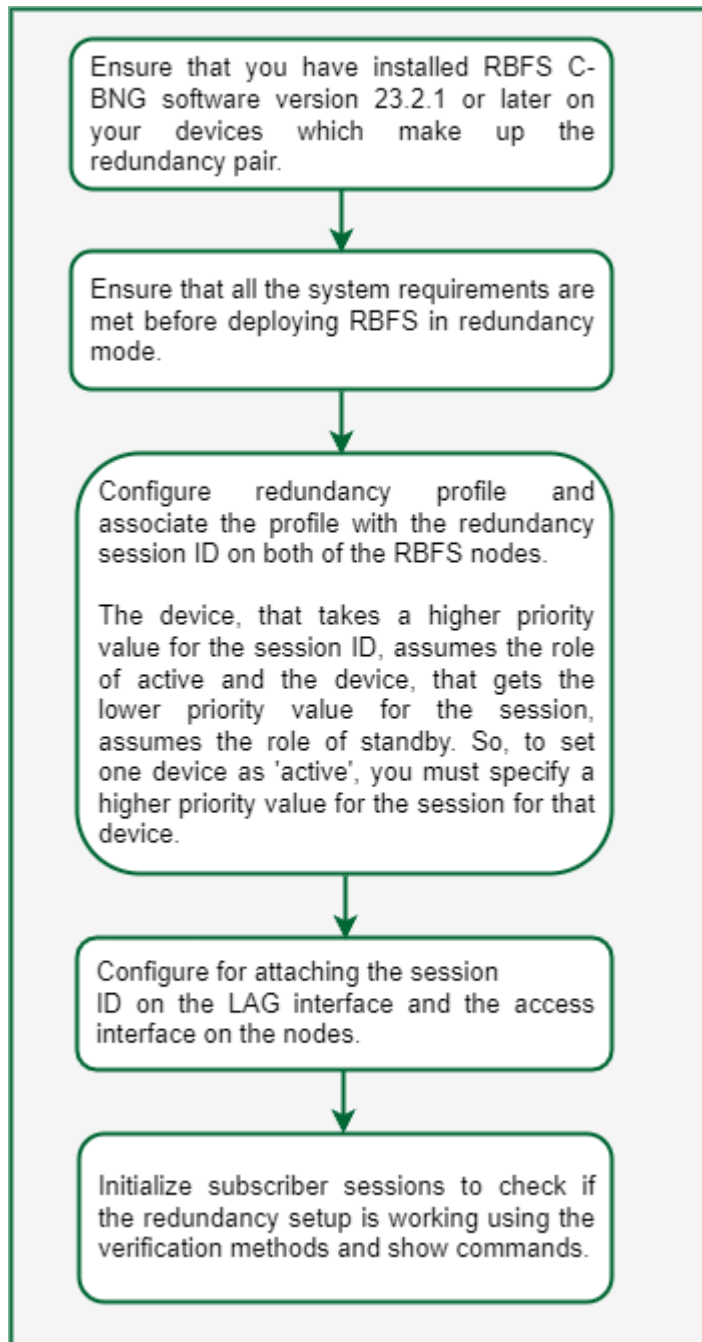 Ensure that you have installed RBFS C-
BNG software version 23.2.1 or later on
your devices which make up the
redundancy pair.
Ensure that all the system requirements are
met before deploying RBFS in redundancy
mode.
Configure redundancy profile and
associate the profile with the redundancy
session ID on both of the RBFS nodes.
The device, that takes a higher priority
value for the session ID, assumes the role
of active and the device, that gets the
lower priority value for the session,
assumes the role of standby. So, to set
one device as 'active', you must specify a
higher priority value for the session for that
device.
Configure for attaching the session
ID on the LAG interface and the access
interface on the nodes.
Initialize subscriber sessions to check if
the redundancy setup is working using the
verification methods and show commands.